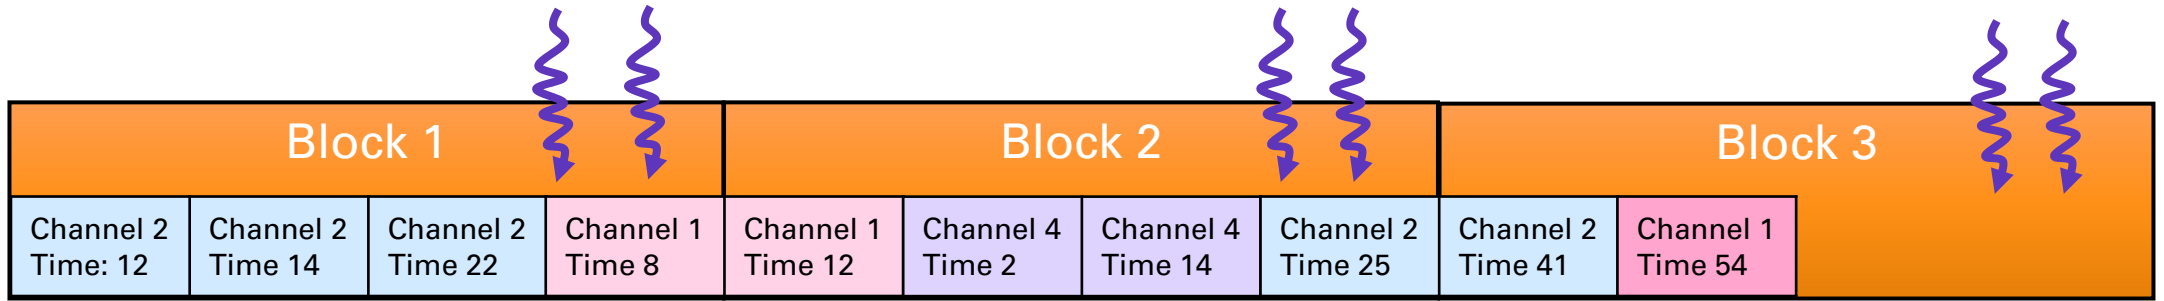 Block 1
Block 2
Block 3
Channel 2
Time: 12
Channel 2
Time 14
Channel 2
Time 22
Channel 1
Time 8
Channel 1
Time 12
Channel 4
Time 2
Channel 4
Time 14
Channel 2
Time 25
Channel 2
Time 41
Channel 1
Time 54